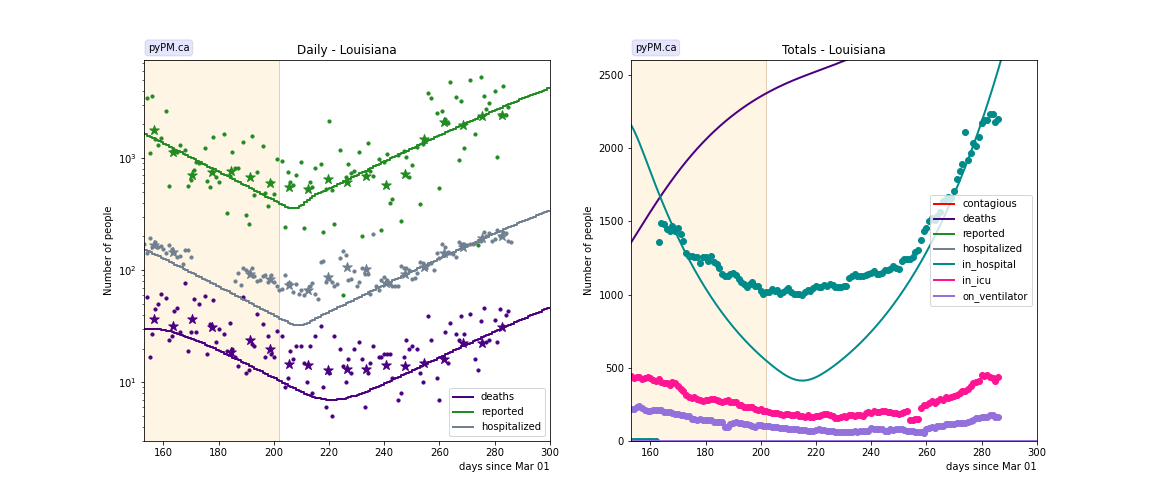 pyPM.ca
Daily - Louisiana
Number of people
10³
10²
10¹
160 180 200 220 240 260 280 300
days since Mar 01
deaths
reported
hospitalized
pyPM.ca
Totals - Louisiana
Number of people
2500
2000
1500
1000
500
0
160 180 200 220 240 260 280 300
days since Mar 01
contagious
deaths
reported
hospitalized
in_hospital
in_icu
on_ventilator